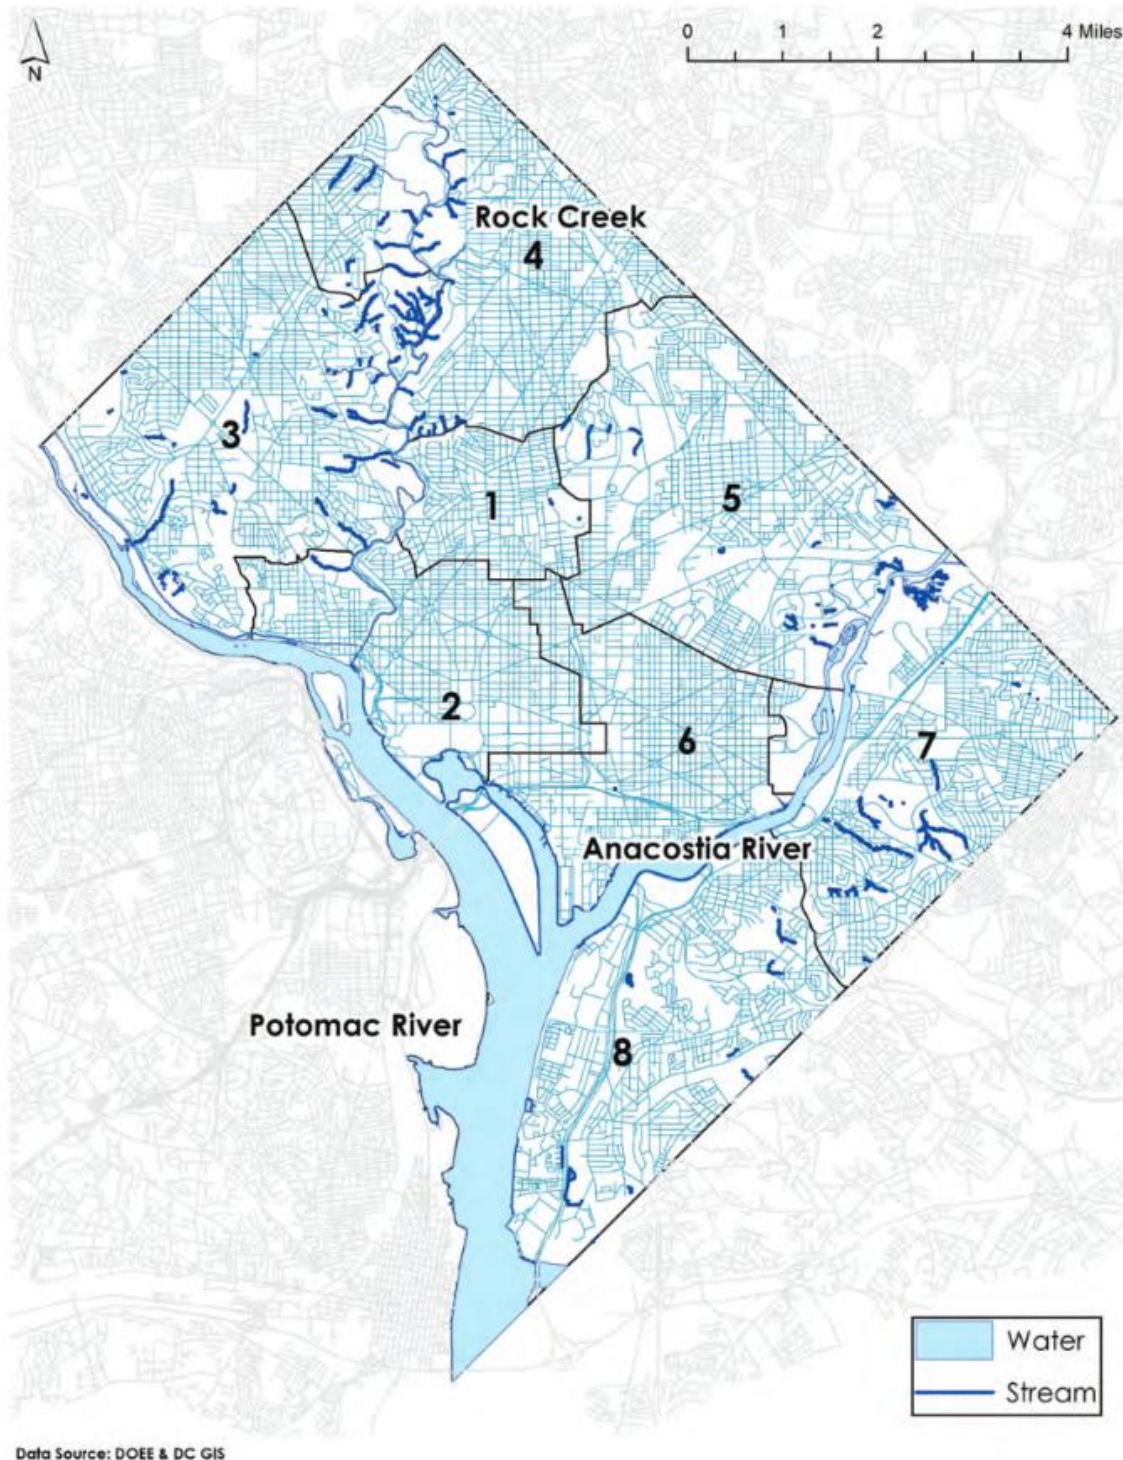 0 1 2 4 Miles
N
Rock Creek
4
3
1
5
2
6
7
Anacostia River
Potomac River
8
Water
Stream
Data Source: DOEE & DC GIS